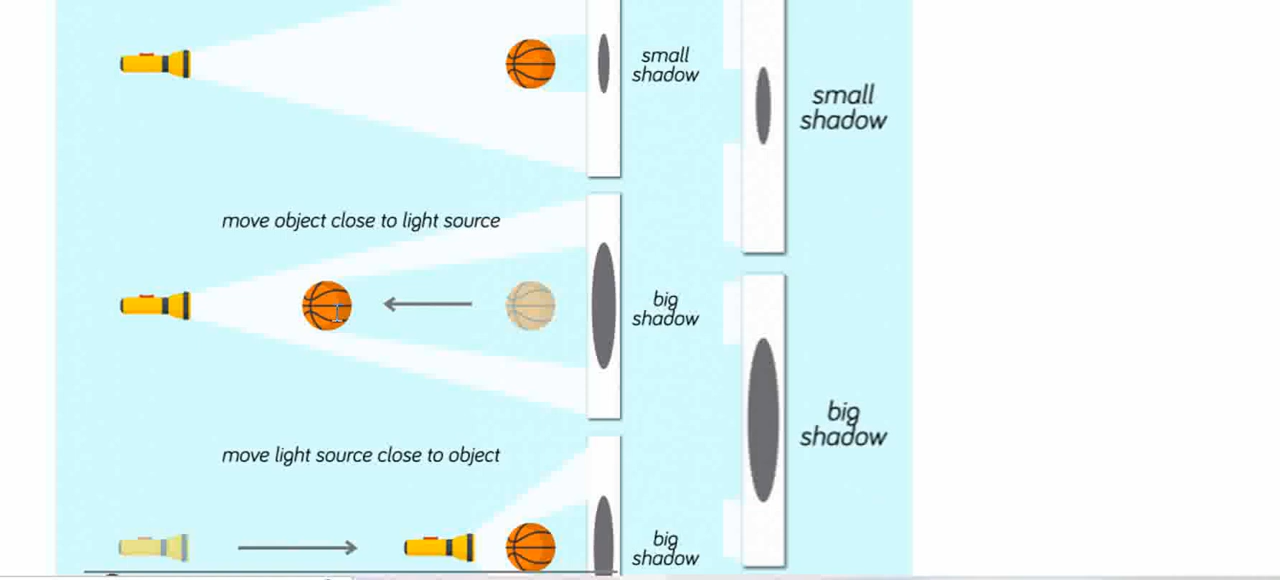 small
shadow
small
shadow
move object close to light source
big
shadow
big
shadow
move light source close to object
big
shadow